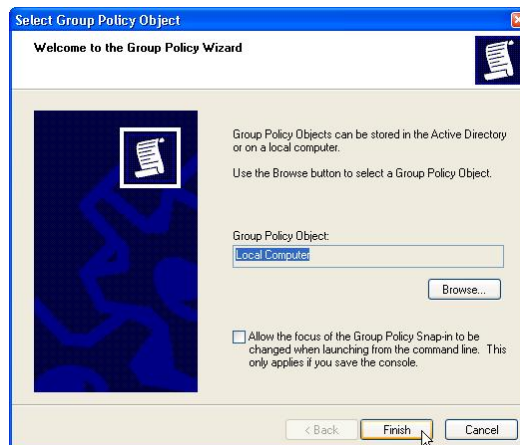 Select Group Policy Object
Welcome to the Group Policy Wizard
Group Policy Objects can be stored in the Active Directory
or on a local computer.
Use the Browse button to select a Group Policy Object.
Group Policy Object:
Local Computer
Browse...
Allow the focus of the Group Policy Snap-in to be
changed when launching from the command line. This
only applies if you save the console.
< Back
Finish
Cancel